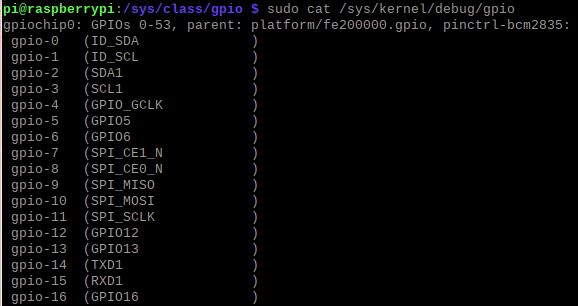 pi@raspberrypi:/sys/class/gpio $ sudo cat /sys/kernel/debug/gpio
gpiochip0: GPIOs 0-53, parent: platform/fe200000.gpio, pinctrl-bcm2835:
 gpio-0   (ID_SDA              )
 gpio-1   (ID_SCL              )
 gpio-2   (SDA1                )
 gpio-3   (SCL1                )
 gpio-4   (GPIO_GCLK           )
 gpio-5   (GPIO5               )
 gpio-6   (GPIO6               )
 gpio-7   (SPI_CE1_N           )
 gpio-8   (SPI_CE0_N           )
 gpio-9   (SPI_MISO            )
 gpio-10  (SPI_MOSI            )
 gpio-11  (SPI_SCLK            )
 gpio-12  (GPIO12              )
 gpio-13  (GPIO13              )
 gpio-14  (TXD1                )
 gpio-15  (RXD1                )
 gpio-16  (GPIO16              )